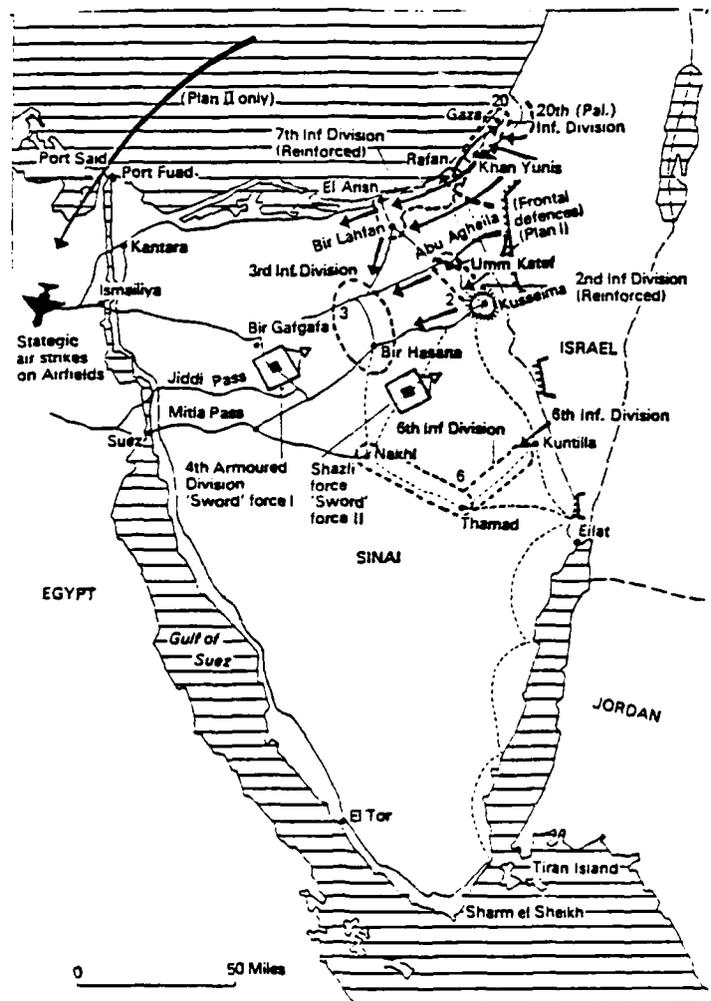 (Plan II only)
20
Gaza
20th (Pal.)
Inf. Division
7th Inf Division
(Reinforced)
Port Said
Port Fuad
Rafan
Khan Yunis
El Arish
(Frontal
defences)
(Plan I)
Bir Lahfan
Abu Agheila
Kantara
3rd Inf. Division
Umm Katef
2nd Inf Division
(Reinforced)
2
Kusseima
Ismailiya
3
Bir Gafgafa
Stategic
air strikes
on Airfields
Bir Hasana
ISRAEL
Jiddi Pass
Mitla Pass
6th Inf. Division
6th Inf Division
Suez
Kuntilla
Nakhl
4th Armoured
Division
'Sword' force I
Shazli
force
'Sword'
force II
6
Thamad
Eilat
SINAI
EGYPT
Gulf of
Suez
JORDAN
El Tor
Tiran Island
Sharm el Sheikh
0 50 Miles